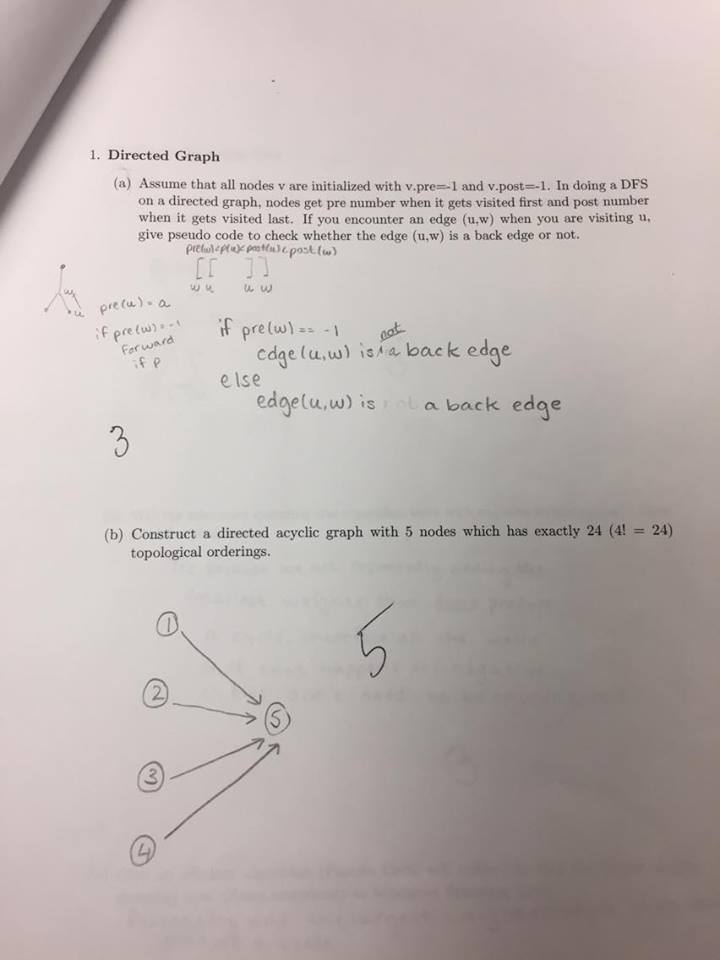 1. Directed Graph
(a) Assume that all nodes v are initialized with v.pre=-1 and v.post=-1. In doing a DFS
on a directed graph, nodes get pre number when it gets visited first and post number
when it gets visited last. If you encounter an edge (u,w) when you are visiting u,
give pseudo code to check whether the edge (u,w) is a back edge or not.
pre(w)<p(u)<post(u)<post(w)
[ [ ] ]
w u u w
w
u
pre(u) = a
if pre(w) = -1
forward
if p
if pre(w) == -1
edge(u,w) is not a back edge
else
edge(u,w) is a back edge
3
(b) Construct a directed acyclic graph with 5 nodes which has exactly 24 (4! = 24)
topological orderings.
1
5
2
5
3
4